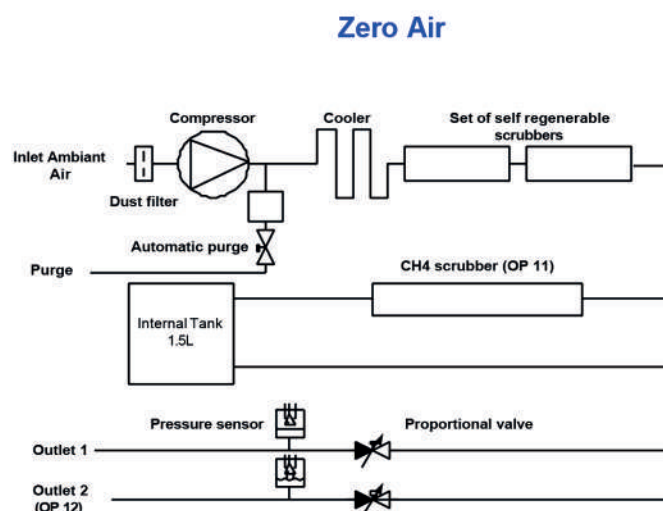 Zero Air
Compressor
Cooler
Set of self regenerable
scrubbers
Inlet Ambiant
Air
Dust filter
Automatic purge
Purge
CH4 scrubber (OP 11)
Internal Tank
1.5L
Pressure sensor
Proportional valve
Outlet 1
Outlet 2
(OP 12)